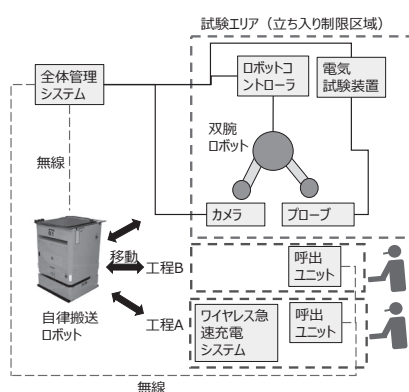 試験エリア（立ち入り制限区域）
全体管理
システム
ロボットコ
ントローラ
電気
試験装置
双腕
ロボット
無線
カメラ
プローブ
移動
工程B
呼出
ユニット
自律搬送
ロボット
工程A
ワイヤレス急
速充電
システム
呼出
ユニット
無線